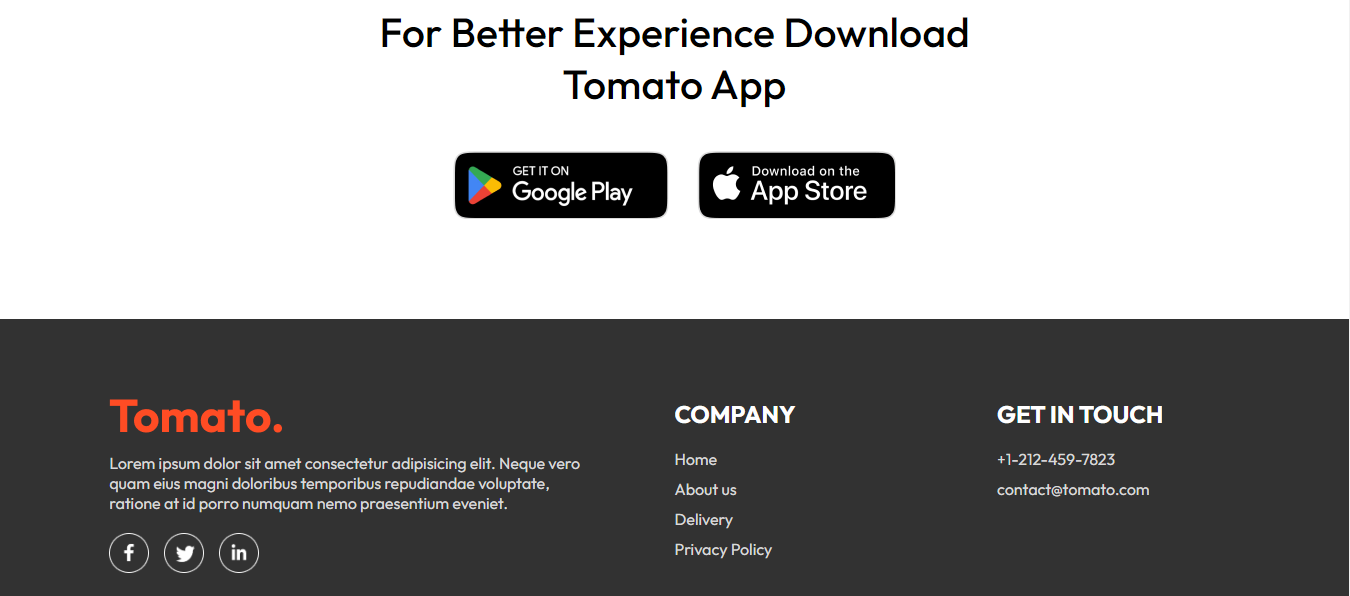 For Better Experience Download
Tomato App
GET IT ON
Google Play
Download on the
App Store
Tomato.
Lorem ipsum dolor sit amet consectetur adipisicing elit. Neque vero
quam eius magni doloribus temporibus repudiandae voluptate,
ratione at id porro numquam nemo praesentium eveniet.
f
in
COMPANY
Home
About us
Delivery
Privacy Policy
GET IN TOUCH
+1-212-459-7823
contact@tomato.com